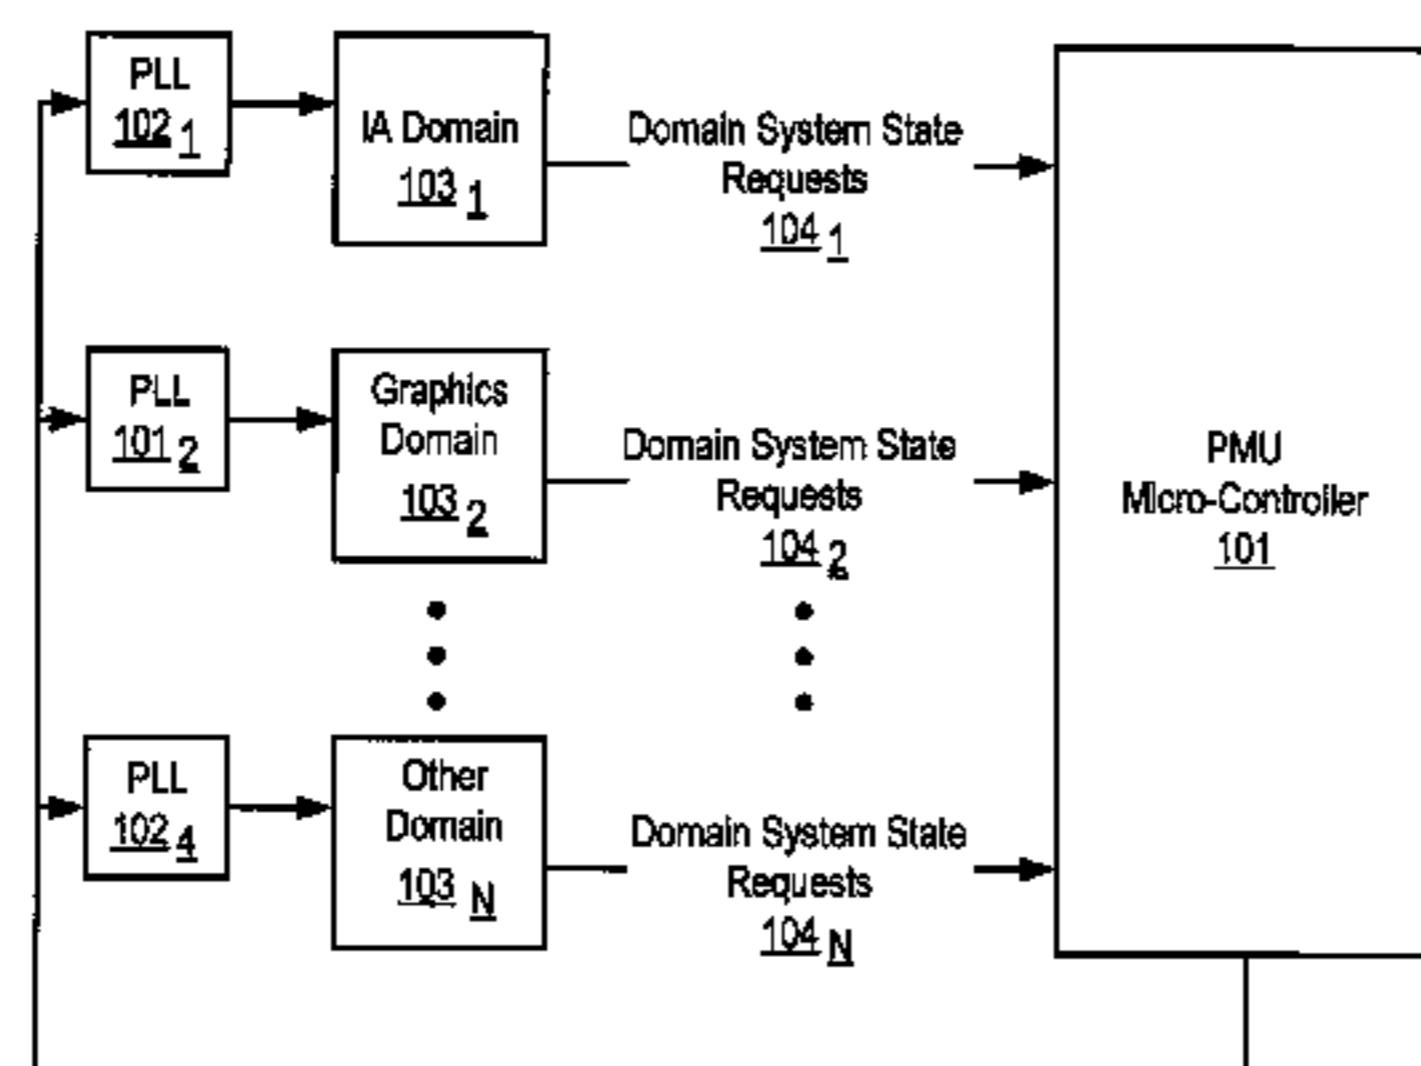 PLL
102 1
IA Domain
103 1
Domain System State
Requests
104 1
PLL
101 2
Graphics
Domain
103 2
Domain System State
Requests
104 2
PMU
Micro-Controller
101
PLL
102 4
Other
Domain
103 N
Domain System State
Requests
104 N